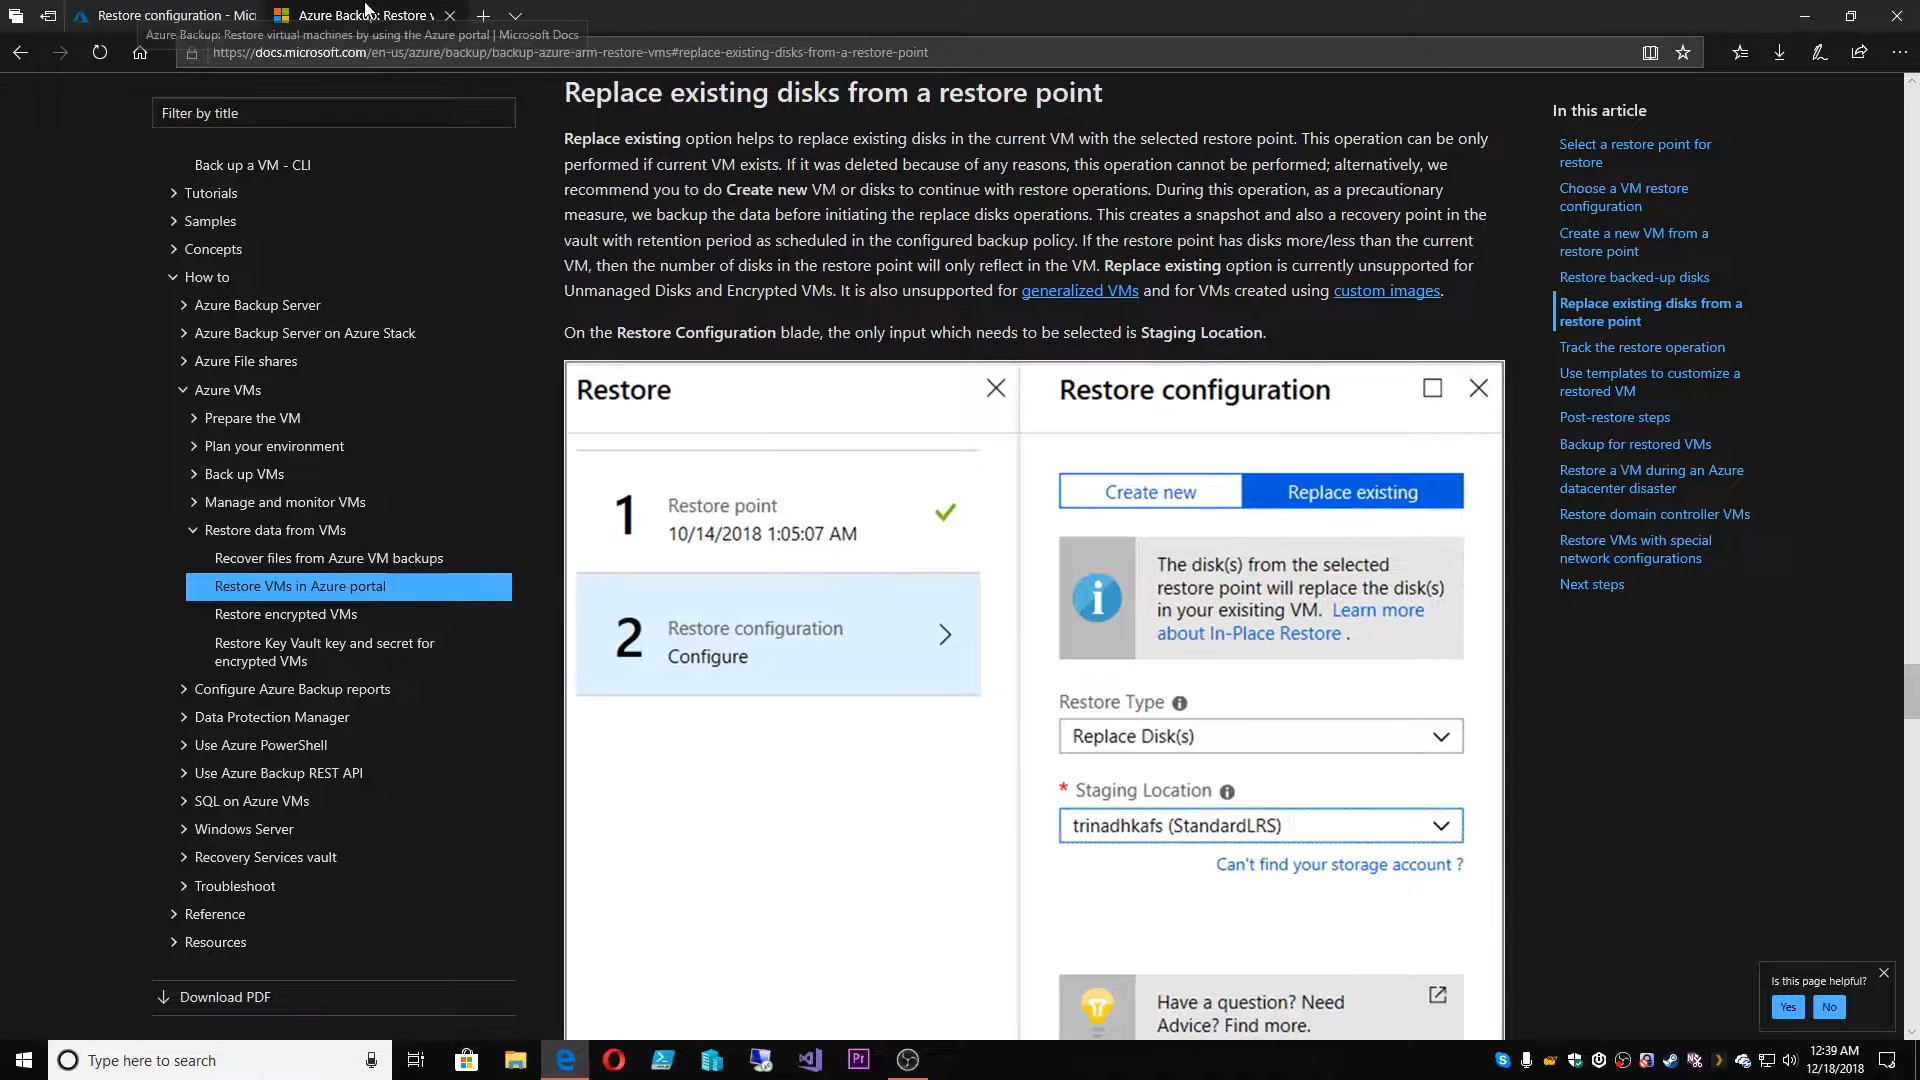 Restore configuration - Mic
Azure Backup: Restore v
Azure Backup: Restore virtual machines by using the Azure portal | Microsoft Docs
https://docs.microsoft.com/en-us/azure/backup/backup-azure-arm-restore-vms#replace-existing-disks-from-a-restore-point
Filter by title
Back up a VM - CLI
Tutorials
Samples
Concepts
How to
Azure Backup Server
Azure Backup Server on Azure Stack
Azure File shares
Azure VMs
Prepare the VM
Plan your environment
Back up VMs
Manage and monitor VMs
Restore data from VMs
Recover files from Azure VM backups
Restore VMs in Azure portal
Restore encrypted VMs
Restore Key Vault key and secret for
encrypted VMs
Configure Azure Backup reports
Data Protection Manager
Use Azure PowerShell
Use Azure Backup REST API
SQL on Azure VMs
Windows Server
Recovery Services vault
Troubleshoot
Reference
Resources
Download PDF
Replace existing disks from a restore point
Replace existing option helps to replace existing disks in the current VM with the selected restore point. This operation can be only
performed if current VM exists. If it was deleted because of any reasons, this operation cannot be performed; alternatively, we
recommend you to do Create new VM or disks to continue with restore operations. During this operation, as a precautionary
measure, we backup the data before initiating the replace disks operations. This creates a snapshot and also a recovery point in the
vault with retention period as scheduled in the configured backup policy. If the restore point has disks more/less than the current
VM, then the number of disks in the restore point will only reflect in the VM. Replace existing option is currently unsupported for
Unmanaged Disks and Encrypted VMs. It is also unsupported for generalized VMs and for VMs created using custom images.
On the Restore Configuration blade, the only input which needs to be selected is Staging Location.
Restore
1
Restore point
10/14/2018 1:05:07 AM
2
Restore configuration
Configure
Restore configuration
Create new
Replace existing
The disk(s) from the selected
restore point will replace the disk(s)
in your exisiting VM. Learn more
about In-Place Restore .
Restore Type
Replace Disk(s)
* Staging Location
trinadhkafs (StandardLRS)
Can't find your storage account ?
Have a question? Need
Advice? Find more.
In this article
Select a restore point for
restore
Choose a VM restore
configuration
Create a new VM from a
restore point
Restore backed-up disks
Replace existing disks from a
restore point
Track the restore operation
Use templates to customize a
restored VM
Post-restore steps
Backup for restored VMs
Restore a VM during an Azure
datacenter disaster
Restore domain controller VMs
Restore VMs with special
network configurations
Next steps
Is this page helpful?
Yes
No
Type here to search
Pr
12:39 AM
12/18/2018